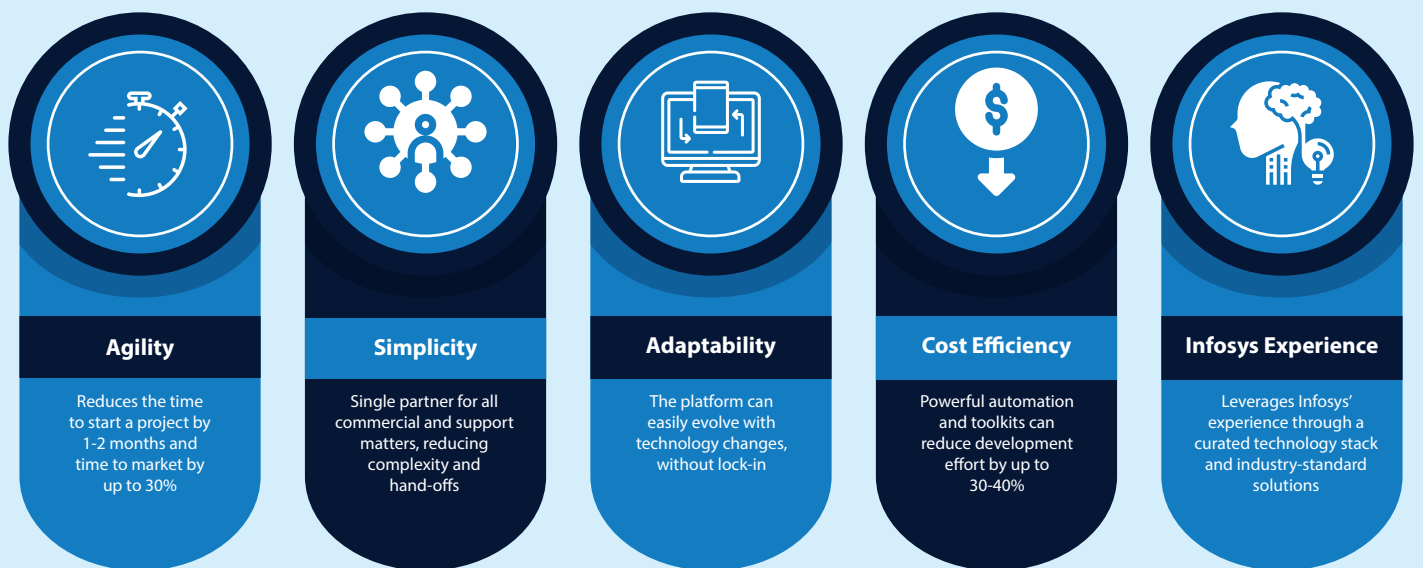 Agility
Reduces the time
to start a project by
1-2 months and
time to market by
up to 30%
Simplicity
Single partner for all
commercial and support
matters, reducing
complexity and
hand-offs
Adaptability
The platform can
easily evolve with
technology changes,
without lock-in
Cost Efficiency
Powerful automation
and toolkits can
reduce development
effort by up to
30-40%
Infosys Experience
Leverages Infosys’
experience through a
curated technology stack
and industry-standard
solutions